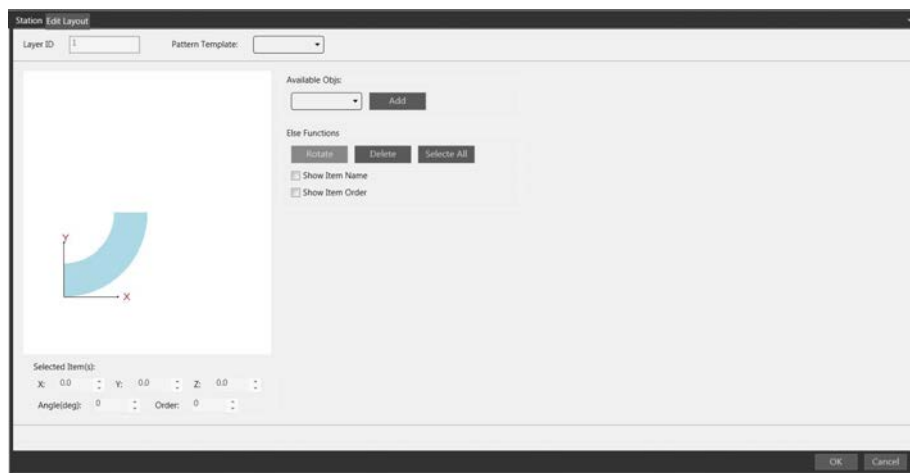 Station Edit Layout
Layer ID 1 Pattern Template:
Available Objs:
Add
Else Functions
Rotate Delete Selecte All
Show Item Name
Show Item Order
Y
X
Selected Item(s):
X: 0.0 Y: 0.0 Z: 0.0
Angle(deg): 0 Order: 0
OK Cancel